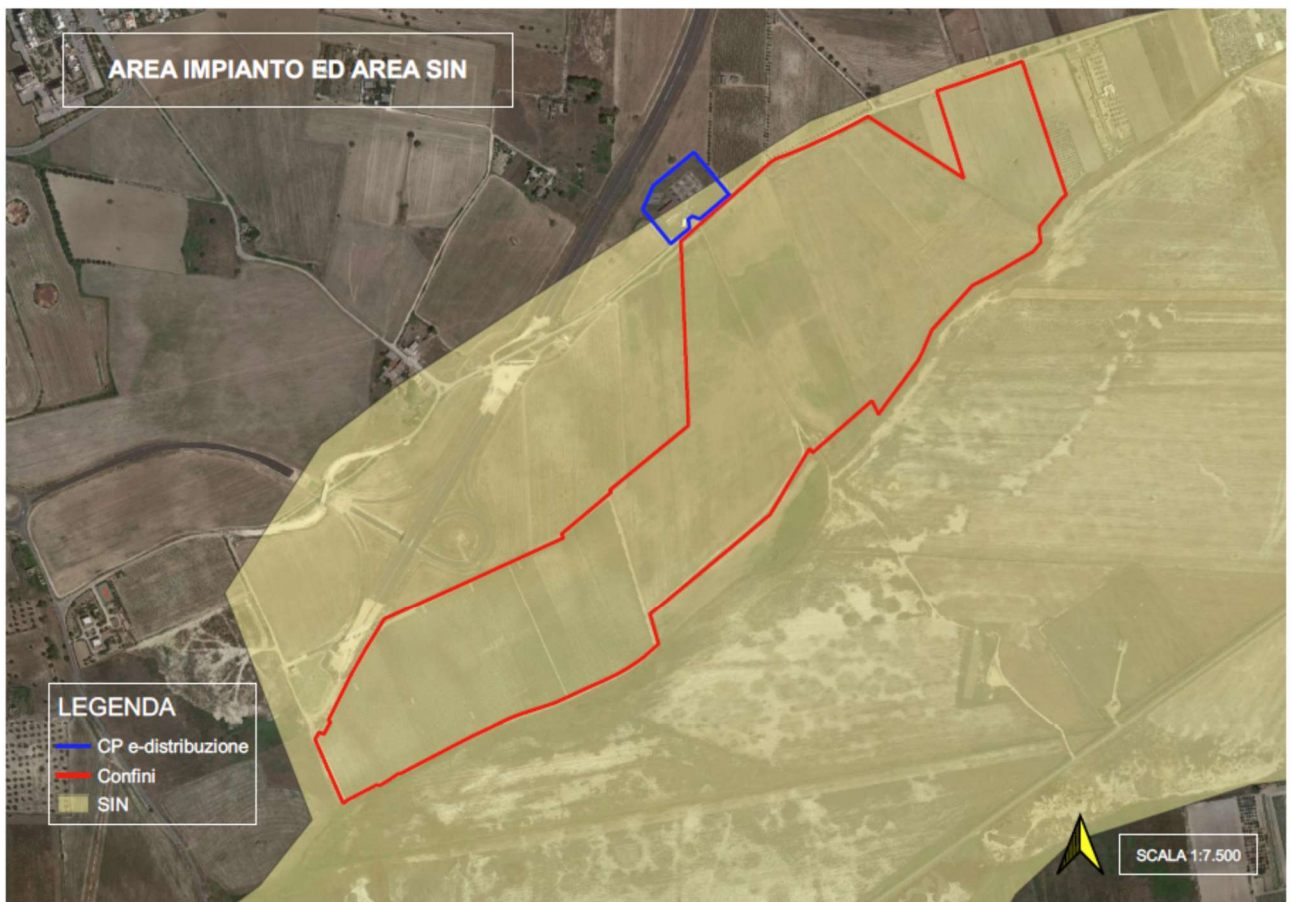 AREA IMPIANTO ED AREA SIN
LEGENDA
CP e-distribuzione
Confini
SIN
SCALA 1:7.500